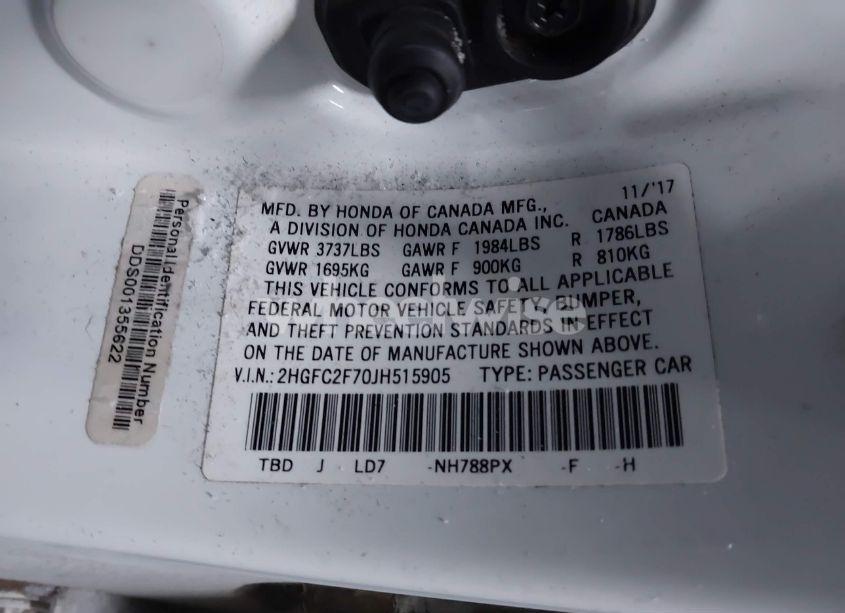 Personal Identification Number
DDS001355622
11/'17
MFD. BY HONDA OF CANADA MFG.,
A DIVISION OF HONDA CANADA INC. CANADA
GVWR 3737LBS GAWR F 1984LBS R 1786LBS
GVWR 1695KG GAWR F 900KG R 810KG
THIS VEHICLE CONFORMS TO ALL APPLICABLE
FEDERAL MOTOR VEHICLE SAFETY, BUMPER,
AND THEFT PREVENTION STANDARDS IN EFFECT
ON THE DATE OF MANUFACTURE SHOWN ABOVE.
V.I.N.: 2HGFC2F70JH515905 TYPE: PASSENGER CAR
TBD J LD7 -NH788PX -F -H